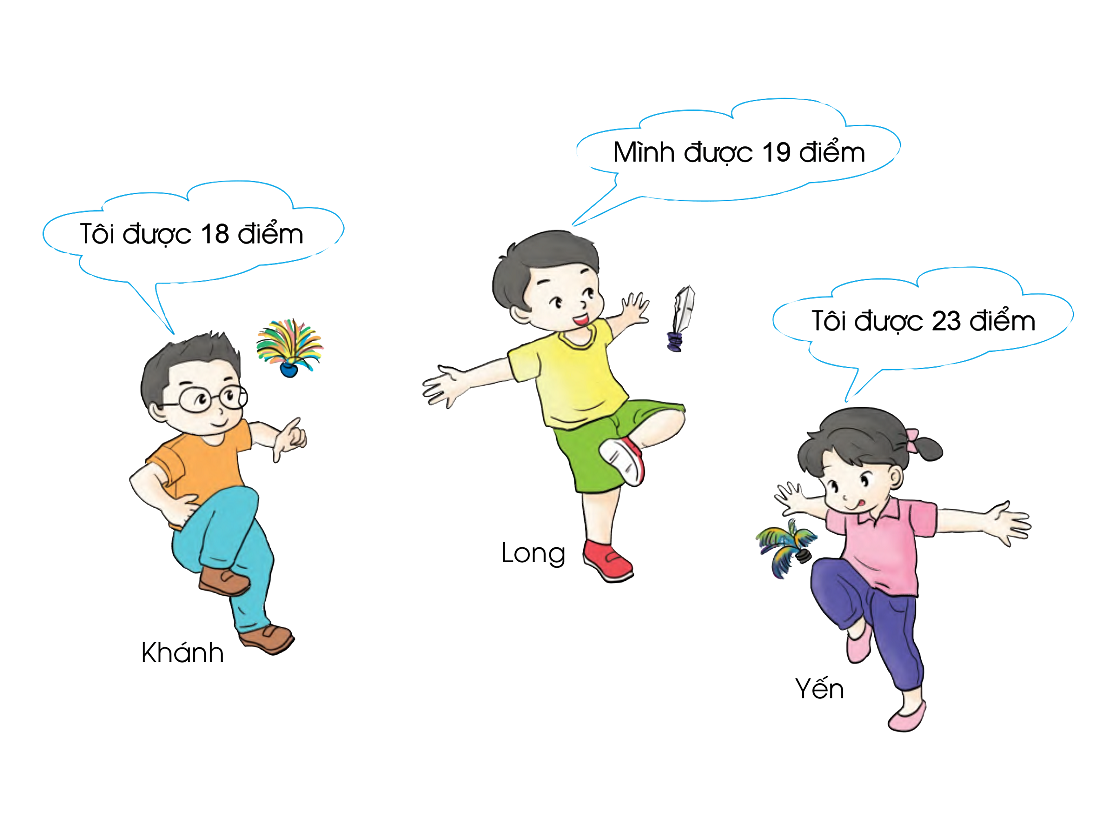 Mình được 19 điểm
Tôi được 18 điểm
Tôi được 23 điểm
Long
Khánh
Yến